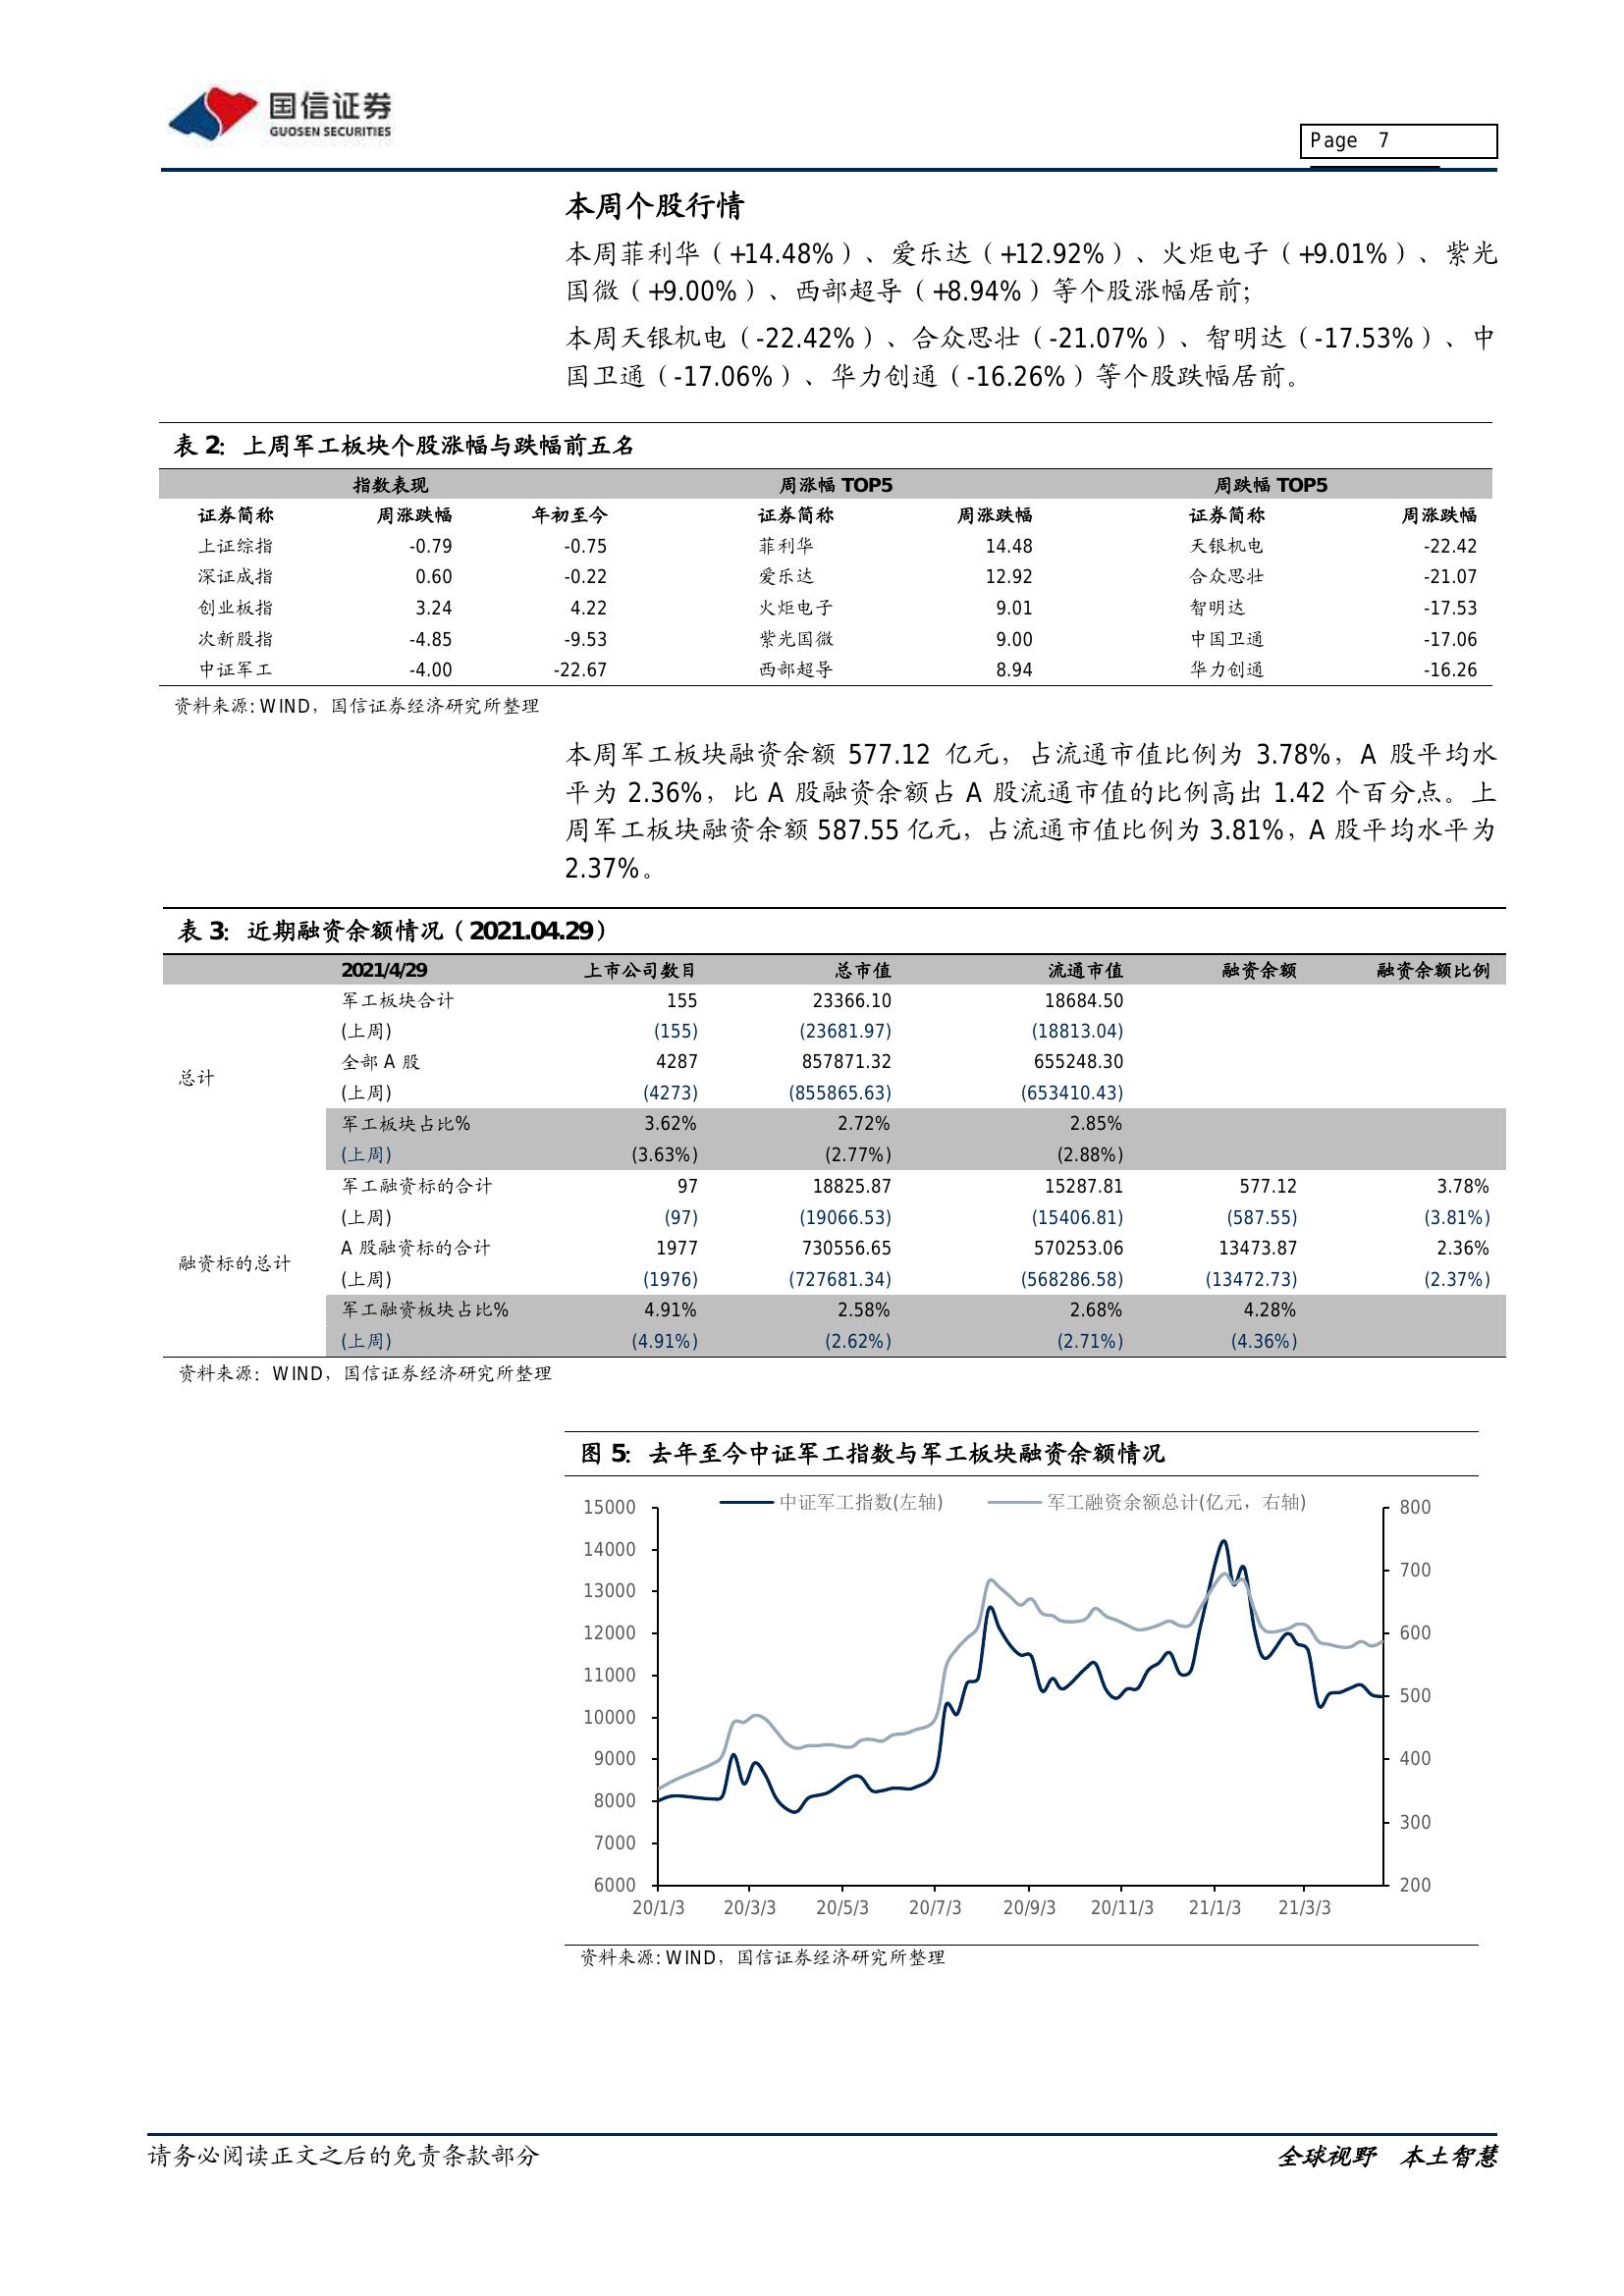 国信证券
GUOSEN SECURITIES
Page 7
本周个股行情
本周菲利华（+14.48%）、爱乐达（+12.92%）、火炬电子（+9.01%）、紫光
国微（+9.00%）、西部超导（+8.94%）等个股涨幅居前；
本周天银机电（-22.42%）、合众思壮（-21.07%）、智明达（-17.53%）、中
国卫通（-17.06%）、华力创通（-16.26%）等个股跌幅居前。
表 2：上周军工板块个股涨幅与跌幅前五名
指数表现 周涨幅 TOP5 周跌幅 TOP5
证券简称 周涨跌幅 年初至今 证券简称 周涨跌幅 证券简称 周涨跌幅
上证综指 -0.79 -0.75 菲利华 14.48 天银机电 -22.42
深证成指 0.60 -0.22 爱乐达 12.92 合众思壮 -21.07
创业板指 3.24 4.22 火炬电子 9.01 智明达 -17.53
次新股指 -4.85 -9.53 紫光国微 9.00 中国卫通 -17.06
中证军工 -4.00 -22.67 西部超导 8.94 华力创通 -16.26
资料来源: WIND，国信证券经济研究所整理
本周军工板块融资余额 577.12 亿元，占流通市值比例为 3.78%，A 股平均水
平为 2.36%，比 A 股融资余额占 A 股流通市值的比例高出 1.42 个百分点。上
周军工板块融资余额 587.55 亿元，占流通市值比例为 3.81%，A 股平均水平为
2.37%。
表 3：近期融资余额情况（2021.04.29）
2021/4/29 上市公司数目 总市值 流通市值 融资余额 融资余额比例
军工板块合计 155 23366.10 18684.50
(上周) (155) (23681.97) (18813.04)
全部 A 股 4287 857871.32 655248.30
总计
(上周) (4273) (855865.63) (653410.43)
军工板块占比% 3.62% 2.72% 2.85%
(上周) (3.63%) (2.77%) (2.88%)
军工融资标的合计 97 18825.87 15287.81 577.12 3.78%
(上周) (97) (19066.53) (15406.81) (587.55) (3.81%)
A 股融资标的合计 1977 730556.65 570253.06 13473.87 2.36%
融资标的总计
(上周) (1976) (727681.34) (568286.58) (13472.73) (2.37%)
军工融资板块占比% 4.91% 2.58% 2.68% 4.28%
(上周) (4.91%) (2.62%) (2.71%) (4.36%)
资料来源：WIND，国信证券经济研究所整理
图 5：去年至今中证军工指数与军工板块融资余额情况
中证军工指数(左轴) 军工融资余额总计(亿元，右轴)
15000 800
14000
13000 700
12000 600
11000
10000 500
9000 400
8000
7000 300
6000 200
20/1/3 20/3/3 20/5/3 20/7/3 20/9/3 20/11/3 21/1/3 21/3/3
资料来源: WIND，国信证券经济研究所整理
请务必阅读正文之后的免责条款部分
全球视野 本土智慧